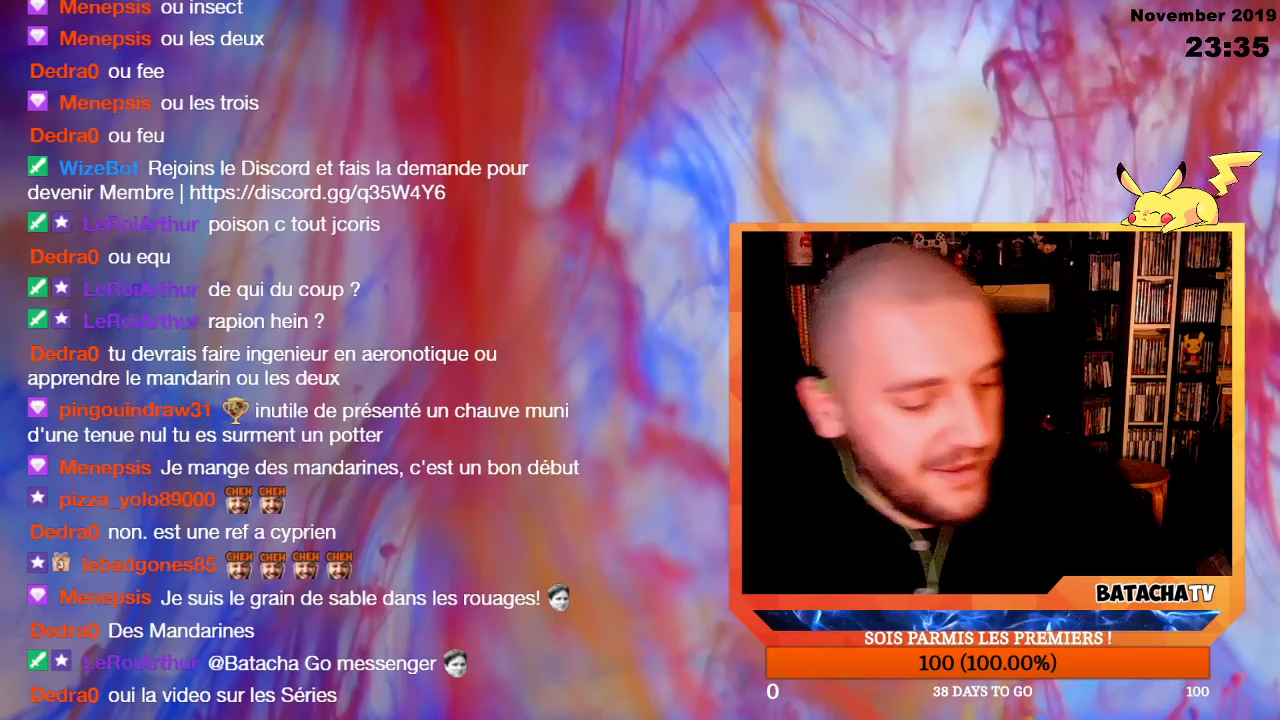 Menepsis ou insect
Menepsis ou les deux
Dedra0 ou fee
Menepsis ou les trois
Dedra0 ou feu
WizeBot Rejoins le Discord et fais la demande pour
devenir Membre | https://discord.gg/q35W4Y6
LeRoiArthur poison c tout jcoris
Dedra0 ou equ
LeRoiArthur de qui du coup ?
LeRoiArthur rapion hein ?
Dedra0 tu devrais faire ingenieur en aeronotique ou
apprendre le mandarin ou les deux
pingouindraw31 inutile de présenté un chauve muni
d'une tenue nul tu es surment un potter
Menepsis Je mange des mandarines, c'est un bon début
pizza_yolo89000 CHEH CHEH
Dedra0 non. est une ref a cyprien
3 lebadgones85 CHEH CHEH CHEH CHEH
Menepsis Je suis le grain de sable dans les rouages!
Dedra0 Des Mandarines
LeRoiArthur @Batacha Go messenger
Dedra0 oui la video sur les Séries
November 2019
23:35
BATACHATV
SOIS PARMIS LES PREMIERS !
100 (100.00%)
0 38 DAYS TO GO 100